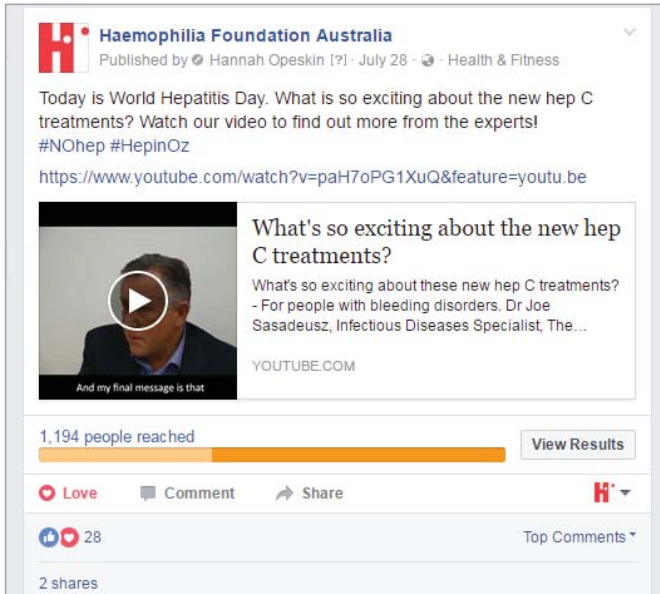 Haemophilia Foundation Australia
Published by Hannah Opeskin [?] · July 28 · · Health & Fitness
Today is World Hepatitis Day. What is so exciting about the new hep C
treatments? Watch our video to find out more from the experts!
#NOhep #HepinOz
https://www.youtube.com/watch?v=paH7oPG1XuQ&feature=youtu.be
What's so exciting about the new hep
C treatments?
What's so exciting about these new hep C treatments?
- For people with bleeding disorders. Dr Joe
Sasadeusz, Infectious Diseases Specialist, The...
YOUTUBE.COM
And my final message is that
1,194 people reached
View Results
Love Comment Share
28
Top Comments
2 shares